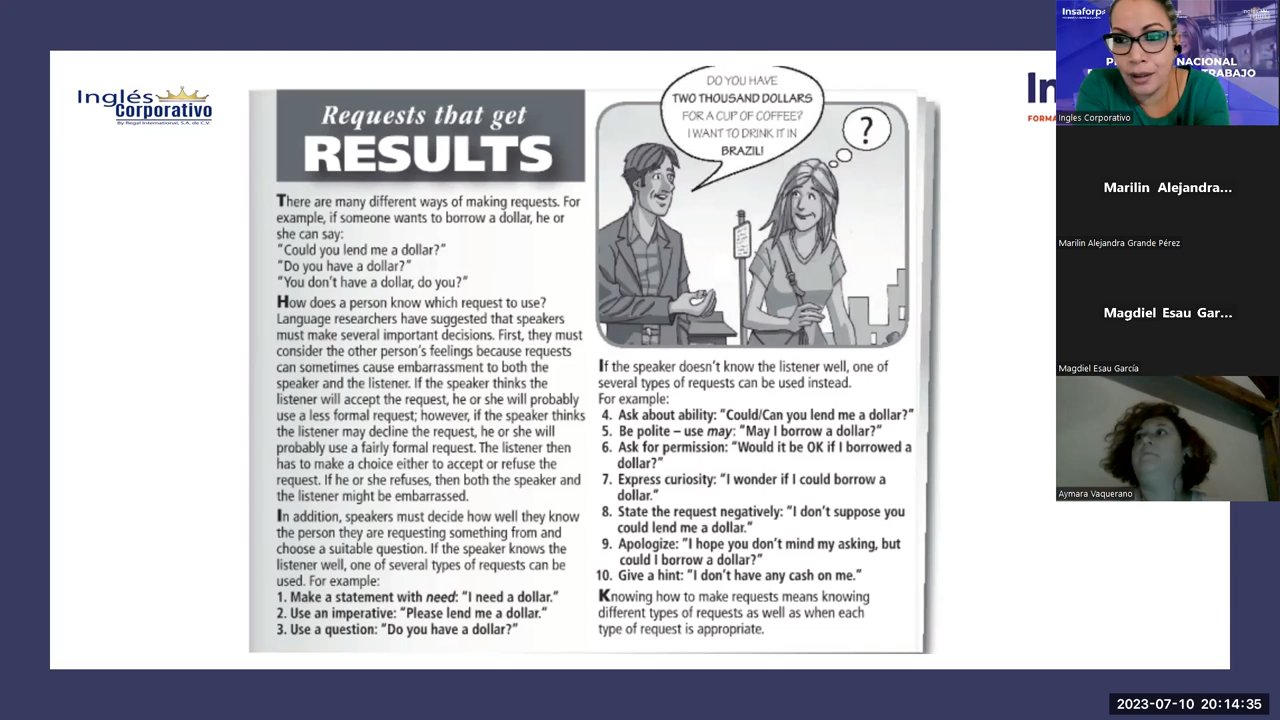 Inglés
Corporativo
By Regal International, S.A. de C.V.
Requests that get
RESULTS
There are many different ways of making requests. For
example, if someone wants to borrow a dollar, he or
she can say:
"Could you lend me a dollar?"
"Do you have a dollar?"
"You don't have a dollar, do you?"
How does a person know which request to use?
Language researchers have suggested that speakers
must make several important decisions. First, they must
consider the other person's feelings because requests
can sometimes cause embarrassment to both the
speaker and the listener. If the speaker thinks the
listener will accept the request, he or she will probably
use a less formal request; however, if the speaker thinks
the listener may decline the request, he or she will
probably use a fairly formal request. The listener then
has to make a choice either to accept or refuse the
request. If he or she refuses, then both the speaker and
the listener might be embarrassed.
In addition, speakers must decide how well they know
the person they are requesting something from and
choose a suitable question. If the speaker knows the
listener well, one of several types of requests can be
used. For example:
1. Make a statement with need: "I need a dollar."
2. Use an imperative: "Please lend me a dollar."
3. Use a question: "Do you have a dollar?"
DO YOU HAVE
TWO THOUSAND DOLLARS
FOR A CUP OF COFFEE?
I WANT TO DRINK IT IN
BRAZIL!
?
If the speaker doesn't know the listener well, one of
several types of requests can be used instead.
For example:
4. Ask about ability: "Could/Can you lend me a dollar?"
5. Be polite – use may: "May I borrow a dollar?"
6. Ask for permission: "Would it be OK if I borrowed a
dollar?"
7. Express curiosity: "I wonder if I could borrow a
dollar."
8. State the request negatively: "I don't suppose you
could lend me a dollar."
9. Apologize: "I hope you don't mind my asking, but
could I borrow a dollar?"
10. Give a hint: "I don't have any cash on me."
Knowing how to make requests means knowing
different types of requests as well as when each
type of request is appropriate.
In
FORMA
Insaforp
NACIONAL
TRABAJO
Ingles Corporativo
Marilin Alejandra...
Marilin Alejandra Grande Pérez
Magdiel Esau Gar...
Magdiel Esau García
Aymara Vaquerano
2023-07-10 20:14:35